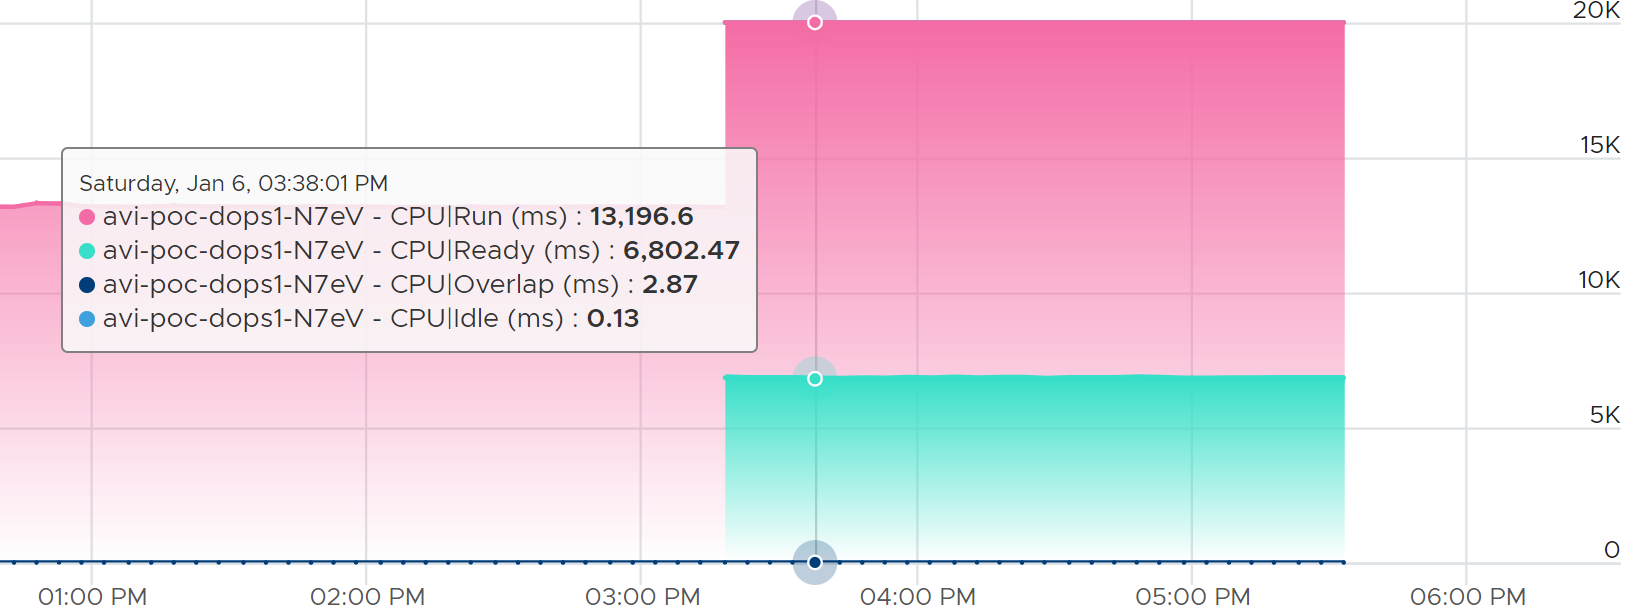 20K
15K
Saturday, Jan 6, 03:38:01 PM
avi-poc-dops1-N7eV - CPU|Run (ms) : 13,196.6
avi-poc-dops1-N7eV - CPU|Ready (ms) : 6,802.47
avi-poc-dops1-N7eV - CPU|Overlap (ms) : 2.87
avi-poc-dops1-N7eV - CPU|Idle (ms) : 0.13
10K
5K
0
01:00 PM 02:00 PM 03:00 PM 04:00 PM 05:00 PM 06:00 PM